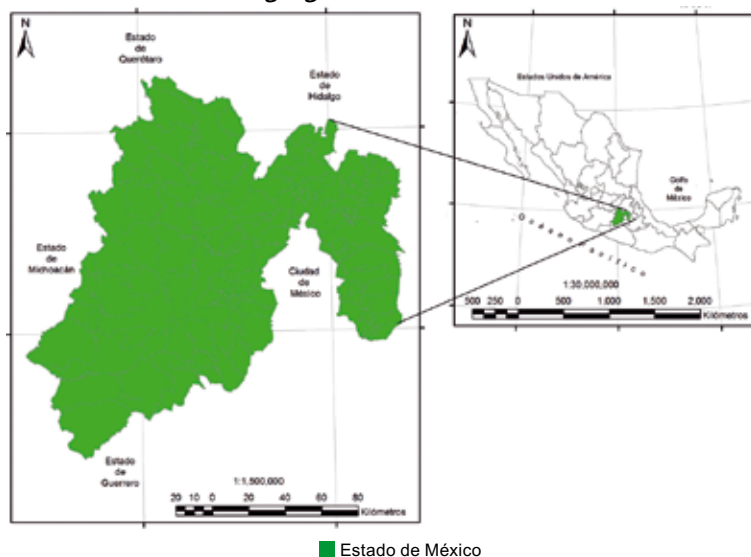 N
Estado
de
Querétaro
Estado
de
Hidalgo
Estado
de
Michoacán
Ciudad
de
México
Estado
de
Guerrero
1:1,500,000
20 10 0 20 40 60 80
Kilómetros
N
Estados Unidos de América
Golfo
de
México
Océano Pacífico
1:30,000,000
500 250 0 500 1.000 1,500 2.000
Kilómetros
Estado de México